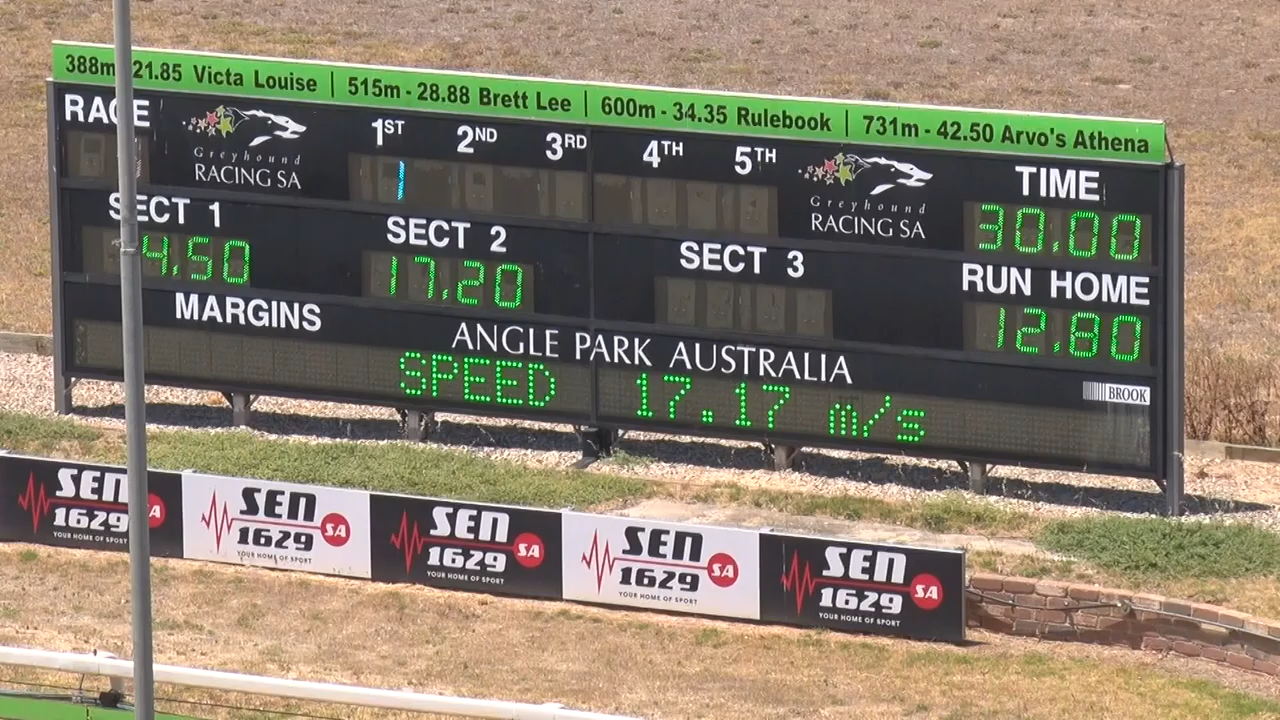 388m 21.85 Victa Louise | 515m - 28.88 Brett Lee | 600m - 34.35 Rulebook | 731m - 42.50 Arvo's Athena
RACE
Greyhound
RACING SA
1ST 2ND 3RD 4TH 5TH
1
Greyhound
RACING SA
TIME
30.00
SECT 1
4.50
SECT 2
17.20
SECT 3
RUN HOME
12.80
MARGINS
ANGLE PARK AUSTRALIA
BROOK
SPEED 17.17 m/s
SEN
1629
SA
SEN
1629
SA
YOUR HOME OF SPORT
SEN
1629
SA
YOUR HOME OF SPORT
SEN
1629
SA
YOUR HOME OF SPORT
SEN
1629
SA
YOUR HOME OF SPORT